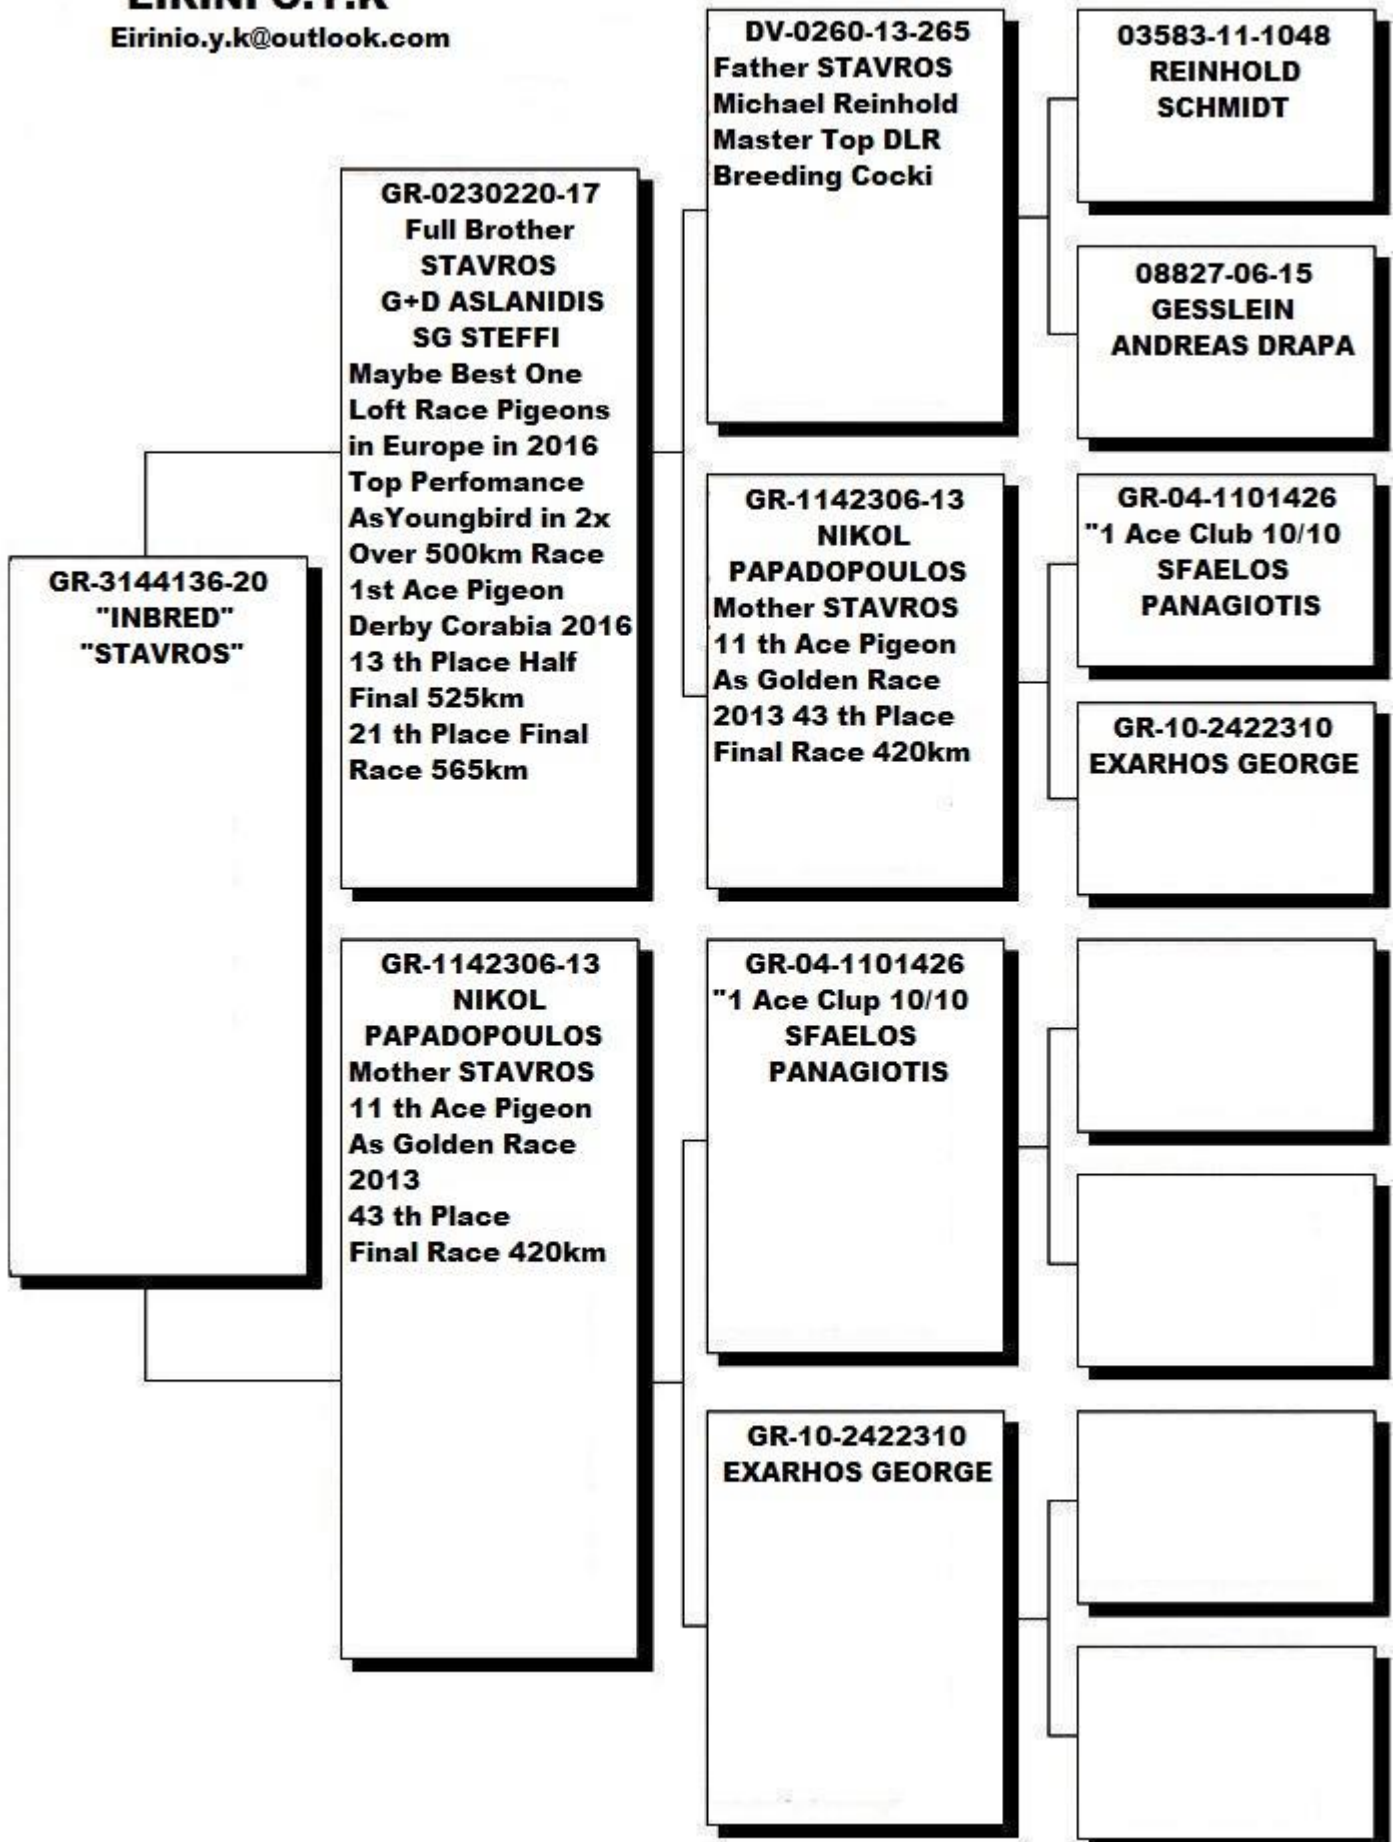 EIRINI O.Y.K
Eirinio.y.k@outlook.com
GR-3144136-20
"INBRED"
"STAVROS"
GR-0230220-17
Full Brother
STAVROS
G+D ASLANIDIS
SG STEFFI
Maybe Best One
Loft Race Pigeons
in Europe in 2016
Top Perfomance
AsYoungbird in 2x
Over 500km Race
1st Ace Pigeon
Derby Corabia 2016
13 th Place Half
Final 525km
21 th Place Final
Race 565km
GR-1142306-13
NIKOL
PAPADOPOULOS
Mother STAVROS
11 th Ace Pigeon
As Golden Race
2013
43 th Place
Final Race 420km
DV-0260-13-265
Father STAVROS
Michael Reinhold
Master Top DLR
Breeding Cocki
GR-1142306-13
NIKOL
PAPADOPOULOS
Mother STAVROS
11 th Ace Pigeon
As Golden Race
2013 43 th Place
Final Race 420km
GR-04-1101426
"1 Ace Clup 10/10
SFAELOS
PANAGIOTIS
GR-10-2422310
EXARHOS GEORGE
03583-11-1048
REINHOLD
SCHMIDT
08827-06-15
GESSLEIN
ANDREAS DRAPA
GR-04-1101426
"1 Ace Club 10/10
SFAELOS
PANAGIOTIS
GR-10-2422310
EXARHOS GEORGE